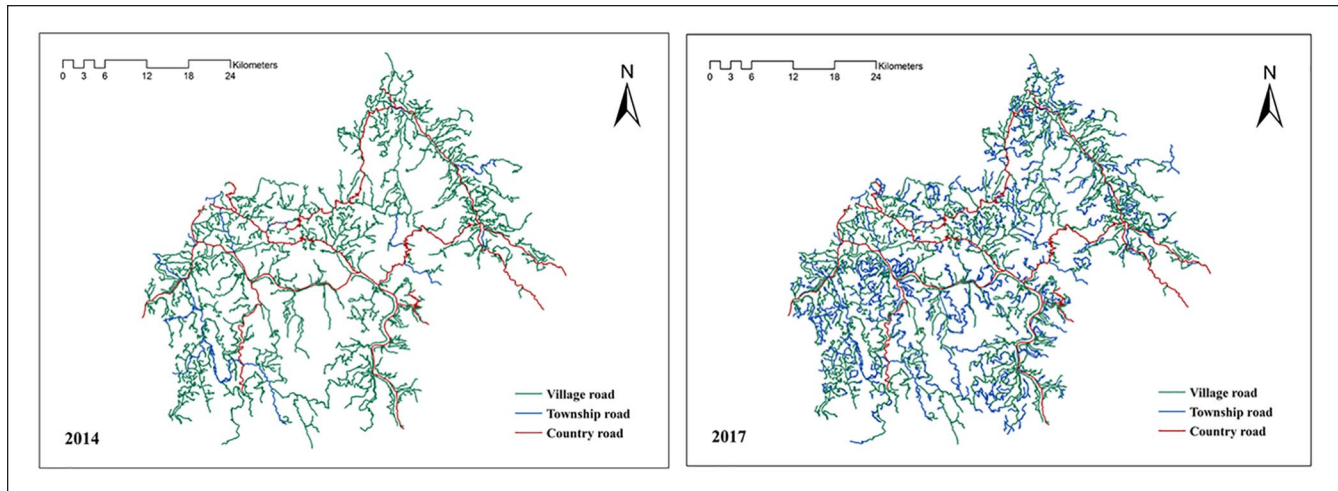 Kilometers
0 3 6 12 18 24
N
Village road
Township road
Country road
2014
Kilometers
0 3 6 12 18 24
N
Village road
Township road
Country road
2017